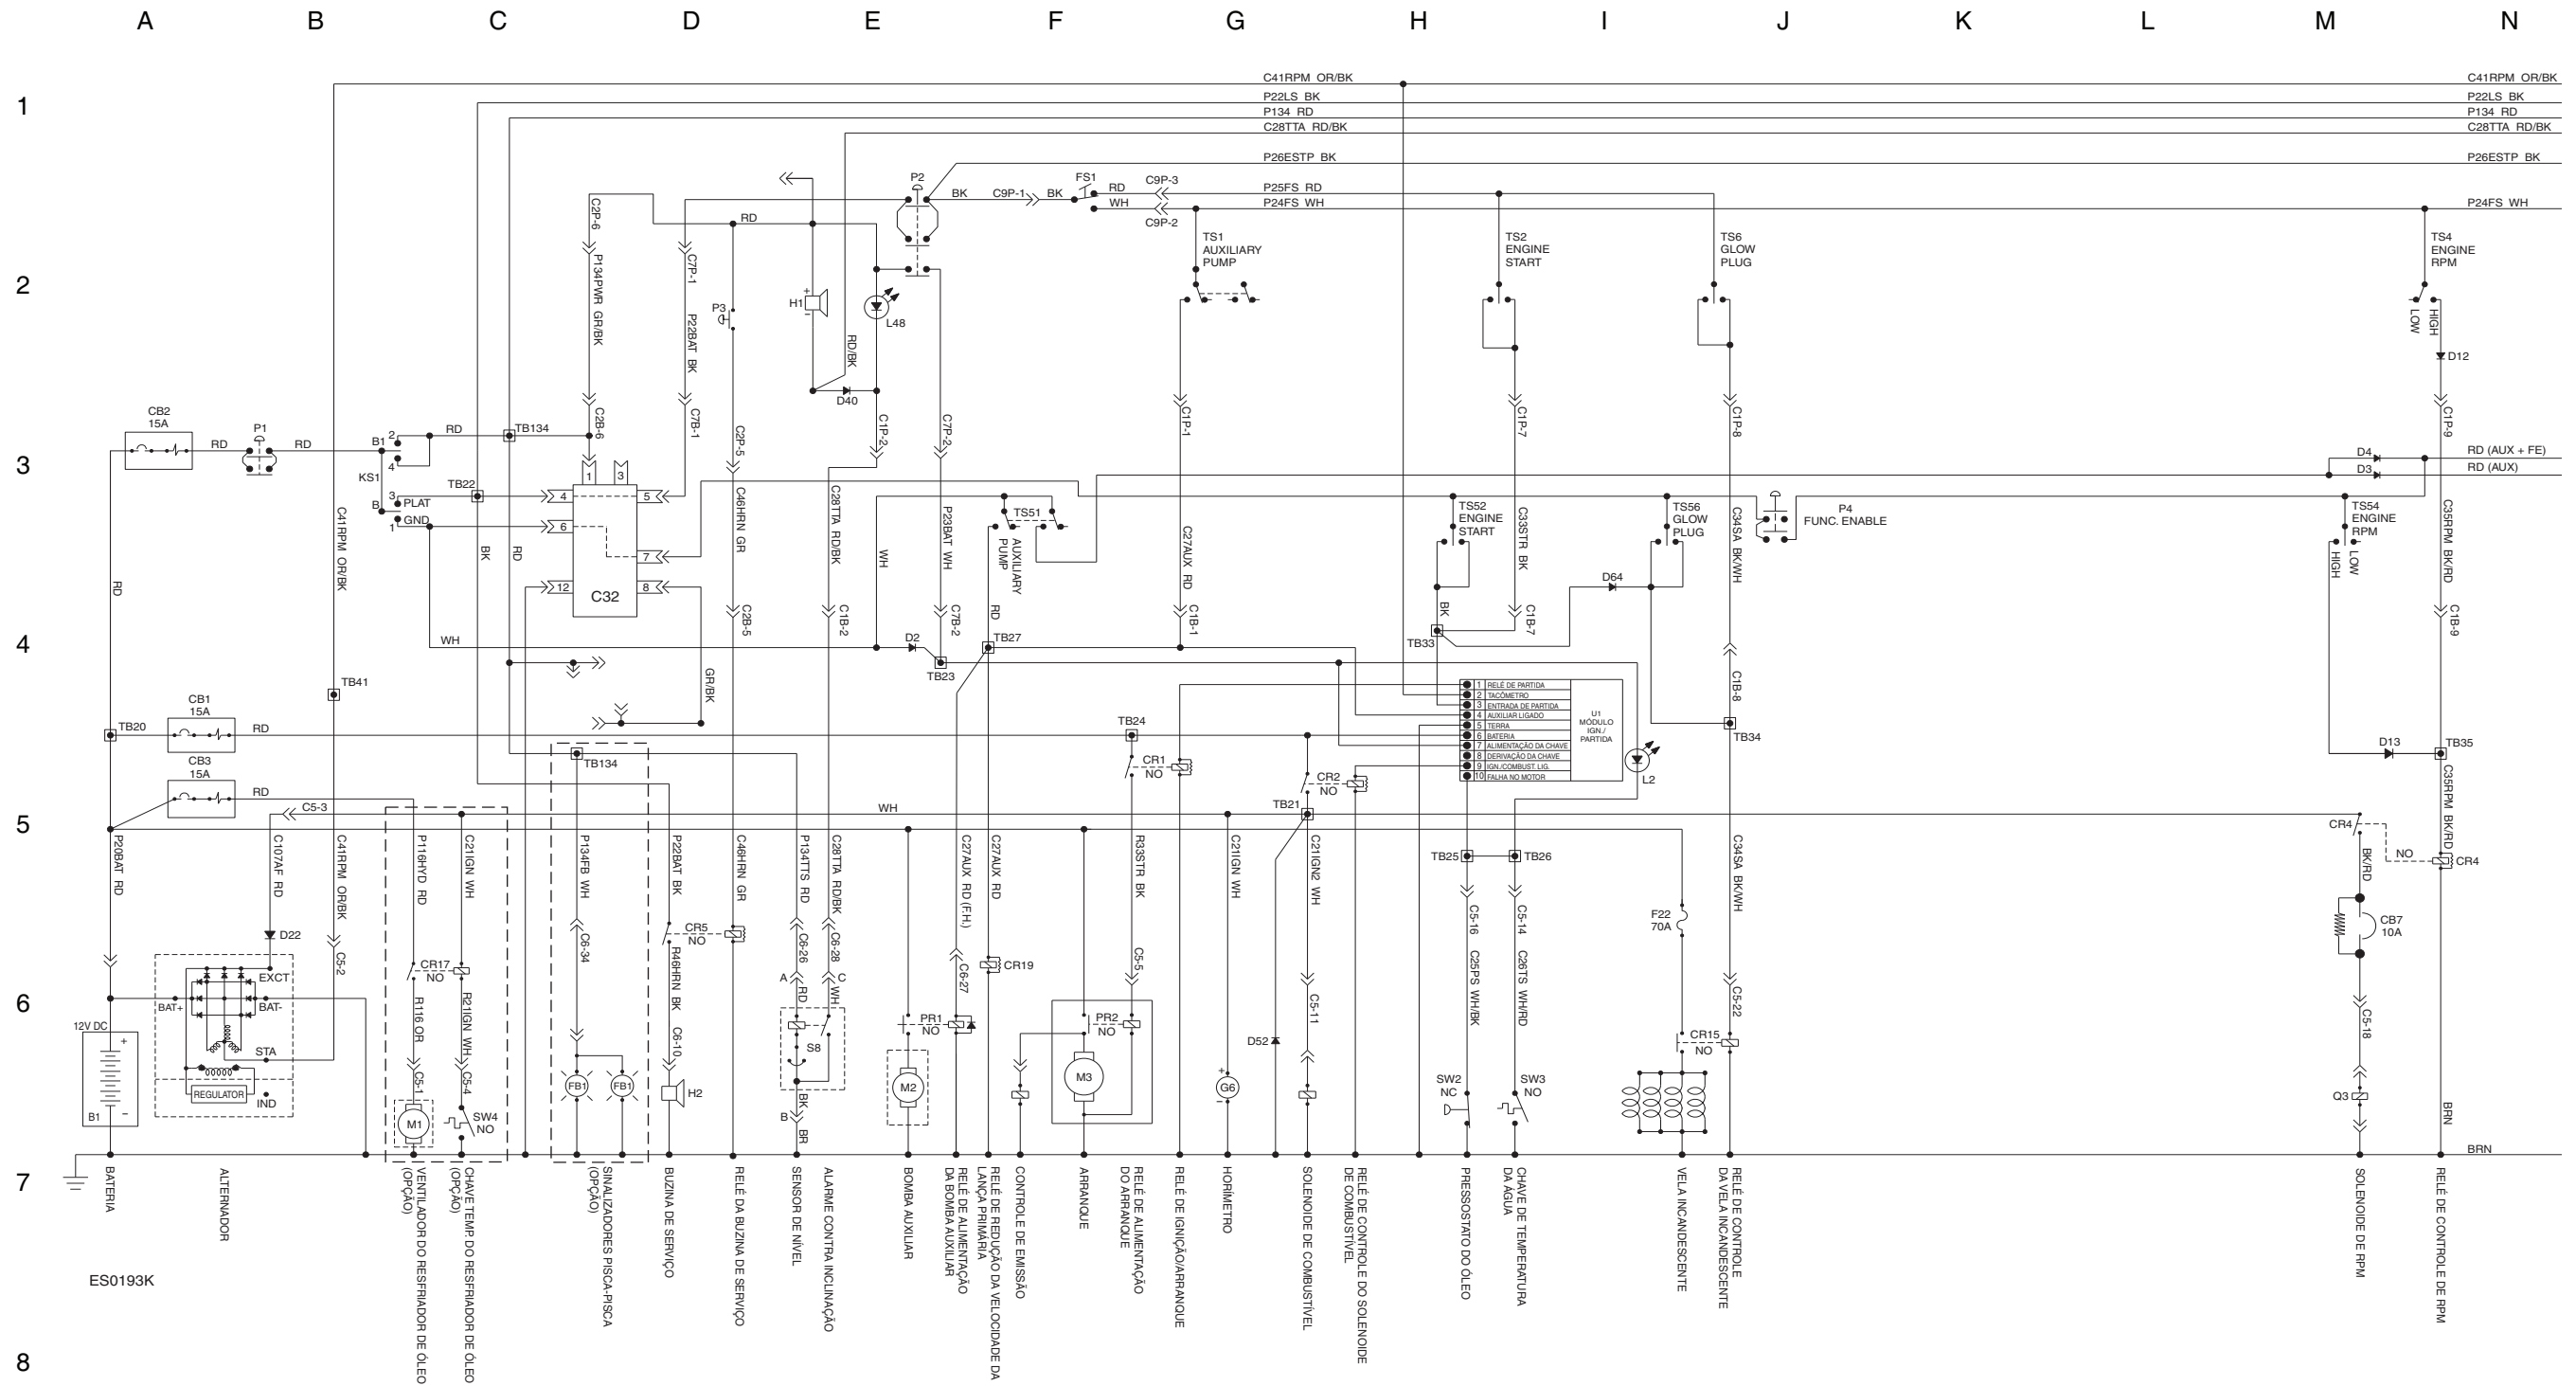 A B C D E F G H I J K L M N
1
C41RPM OR/BK
C41RPM OR/BK
P22LS BK
P22LS BK
P134 RD
P134 RD
C28TTA RD/BK
C28TTA RD/BK
P26ESTP BK
P26ESTP BK
P2
BK
C9P-1
BK
FS1
RD
WH
C9P-3
C9P-2
P25FS RD
P24FS WH
P24FS WH
2
C2P-6
P134PWR GR/BK
C2B-6
RD
C7P-1
P22BAT BK
C7B-1
P3
H1
+
−
RD/BK
L48
D40
TS1
AUXILIARY
PUMP
TS2
ENGINE
START
TS6
GLOW
PLUG
TS4
ENGINE
RPM
LOW
HIGH
D12
3
CB2
15A
RD
P1
RD
B1
2
4
KS1
B
3
1
PLAT
GND
RD
TB134
TB22
1
3
4
5
6
7
12
8
C32
C2P-5
C46HRN GR
C2B-5
C1P-2
C28TTA RD/BK
C1B-2
C7P-2
P23BAT WH
C7B-2
WH
TS51
AUXILIARY
PUMP
RD
C1P-1
C27AUX RD
C1B-1
TS52
ENGINE
START
BK
C1P-7
C33STR BK
C1B-7
TS56
GLOW
PLUG
D64
C1P-8
C34SA BK/WH
C1B-8
P4
FUNC. ENABLE
D4
D3
RD (AUX + FE)
RD (AUX)
TS54
ENGINE
RPM
HIGH
LOW
C1P-9
C35RPM BK/RD
C1B-9
RD
C41RPM OR/BK
BK
RD
4
WH
D2
TB23
TB27
TB33
TB41
GR/BK
TB20
CB1
15A
RD
CB3
15A
RD
TB134
TB24
CR1
NO
CR2
NO
TB21
1 RELÉ DE PARTIDA
2 TACÔMETRO
3 ENTRADA DE PARTIDA
4 AUXILIAR LIGADO
5 TERRA
6 BATERIA
7 ALIMENTAÇÃO DA CHAVE
8 DERIVAÇÃO DA CHAVE
9 IGN./COMBUST. LIG.
10 FALHA NO MOTOR
U1
MÓDULO
IGN./
PARTIDA
L2
TB34
D13
TB35
5
C5-3
WH
P20BAT RD
C107AF RD
C41RPM OR/BK
P116HYD RD
C21IGN WH
P134FB WH
P22BAT BK
C46HRN GR
P134TTS RD
C28TTA RD/BK
C27AUX RD (F.H.)
C27AUX RD
R33STR BK
C21IGN WH
C21IGN2 WH
TB25
TB26
C34SA BK/WH
C35RPM BK/RD
CR4
NO
CR4
BK/RD
D22
C5-2
C6-34
CR5
NO
C6-26
C6-28
C6-27
CR19
C5-5
C5-16
C5-14
F22
70A
CB7
10A
6
12V DC
+
B1
−
BAT+
EXCT
BAT-
STA
REGULATOR
IND
CR17
NO
R116 OR
C5-1
M1
R21IGN WH
C5-4
SW4
NO
FB1
FB1
R46HRN BK
C6-10
H2
A
RD
C
WH
S8
BK
B
BR
PR1
NO
M2
PR2
NO
M3
+
G6
−
D52
C5-11
C25PS WH/BK
C26TS WH/RD
SW2
NC
SW3
NO
C5-22
CR15
NO
C5-18
Q3
BRN
BRN
7
BATERIA
ALTERNADOR
VENTILADOR DO RESFRIADOR DE ÓLEO
(OPÇÃO)
CHAVE TEMP. DO RESFRIADOR DE ÓLEO
(OPÇÃO)
SINALIZADORES PISCA-PISCA
(OPÇÃO)
BUZINA DE SERVIÇO
RELÉ DA BUZINA DE SERVIÇO
SENSOR DE NÍVEL
ALARME CONTRA INCLINAÇÃO
BOMBA AUXILIAR
RELÉ DE ALIMENTAÇÃO
DA BOMBA AUXILIAR
RELÉ DE REDUÇÃO DA VELOCIDADE DA
LANÇA PRIMÁRIA
CONTROLE DE EMISSÃO
ARRANQUE
RELÉ DE ALIMENTAÇÃO
DO ARRANQUE
RELÉ DE IGNIÇÃO/ARRANQUE
HORÍMETRO
SOLENOIDE DE COMBUSTÍVEL
RELÉ DE CONTROLE DO SOLENOIDE
DE COMBUSTÍVEL
PRESSOSTATO DO ÓLEO
CHAVE DE TEMPERATURA
DA ÁGUA
VELA INCANDESCENTE
RELÉ DE CONTROLE
DA VELA INCANDESCENTE
SOLENOIDE DE RPM
RELÉ DE CONTROLE DE RPM
ES0193K
8